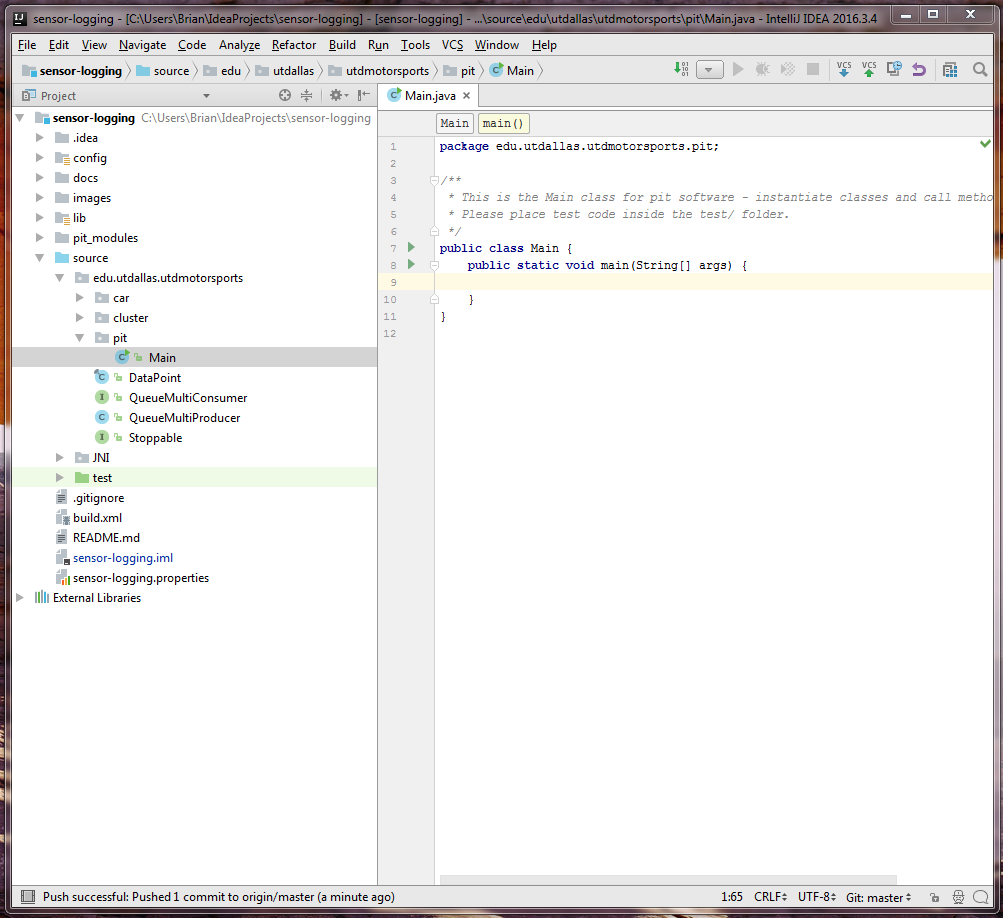 sensor-logging - [C:\Users\Brian\IdeaProjects\sensor-logging] - [sensor-logging] - ...\source\edu\utdallas\utdmotorsports\pit\Main.java - IntelliJ IDEA 2016.3.4
File Edit View Navigate Code Analyze Refactor Build Run Tools VCS Window Help
sensor-logging source edu utdallas utdmotorsports pit Main VCS VCS
Project
Main.java
sensor-logging C:\Users\Brian\IdeaProjects\sensor-logging
.idea
config
docs
images
lib
pit_modules
source
edu.utdallas.utdmotorsports
car
cluster
pit
Main
DataPoint
QueueMultiConsumer
QueueMultiProducer
Stoppable
JNI
test
.gitignore
build.xml
README.md
sensor-logging.iml
sensor-logging.properties
External Libraries
Main main()
1 package edu.utdallas.utdmotorsports.pit;
2
3 /**
4 * This is the Main class for pit software - instantiate classes and call metho
5 * Please place test code inside the test/ folder.
6 */
7 public class Main {
8 public static void main(String[] args) {
9
10 }
11 }
12
Push successful: Pushed 1 commit to origin/master (a minute ago) 1:65 CRLF UTF-8 Git: master